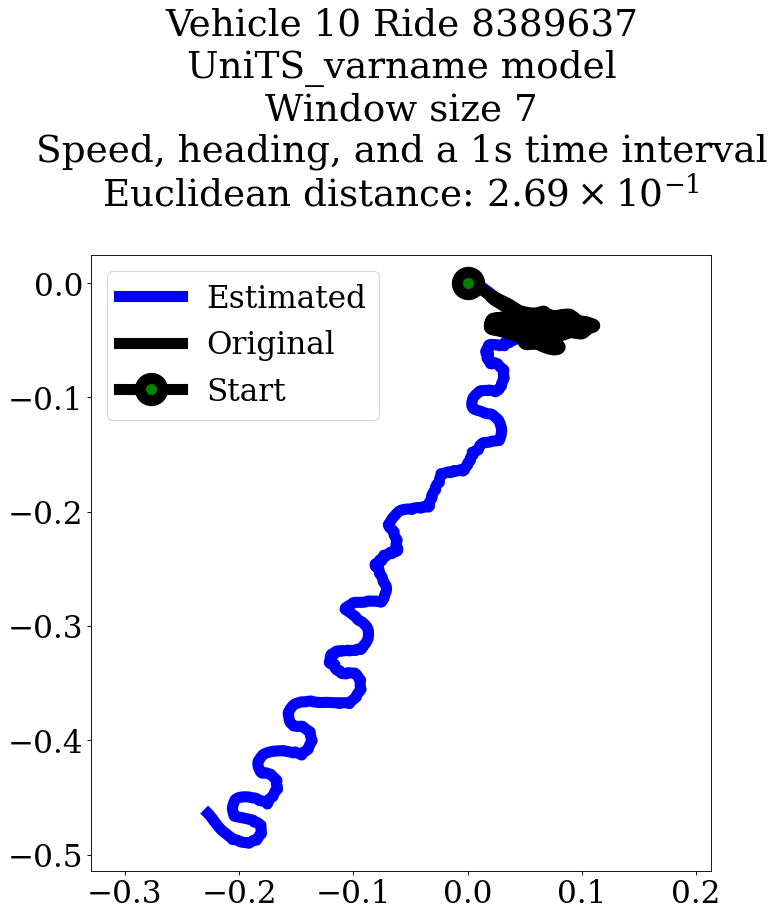 Vehicle 10 Ride 8389637
UniTS_varname model
Window size 7
Speed, heading, and a 1s time interval
Euclidean distance: 2.69 × 10⁻¹
Estimated
Original
Start
0.0
−0.1
−0.2
−0.3
−0.4
−0.5
−0.3 −0.2 −0.1 0.0 0.1 0.2